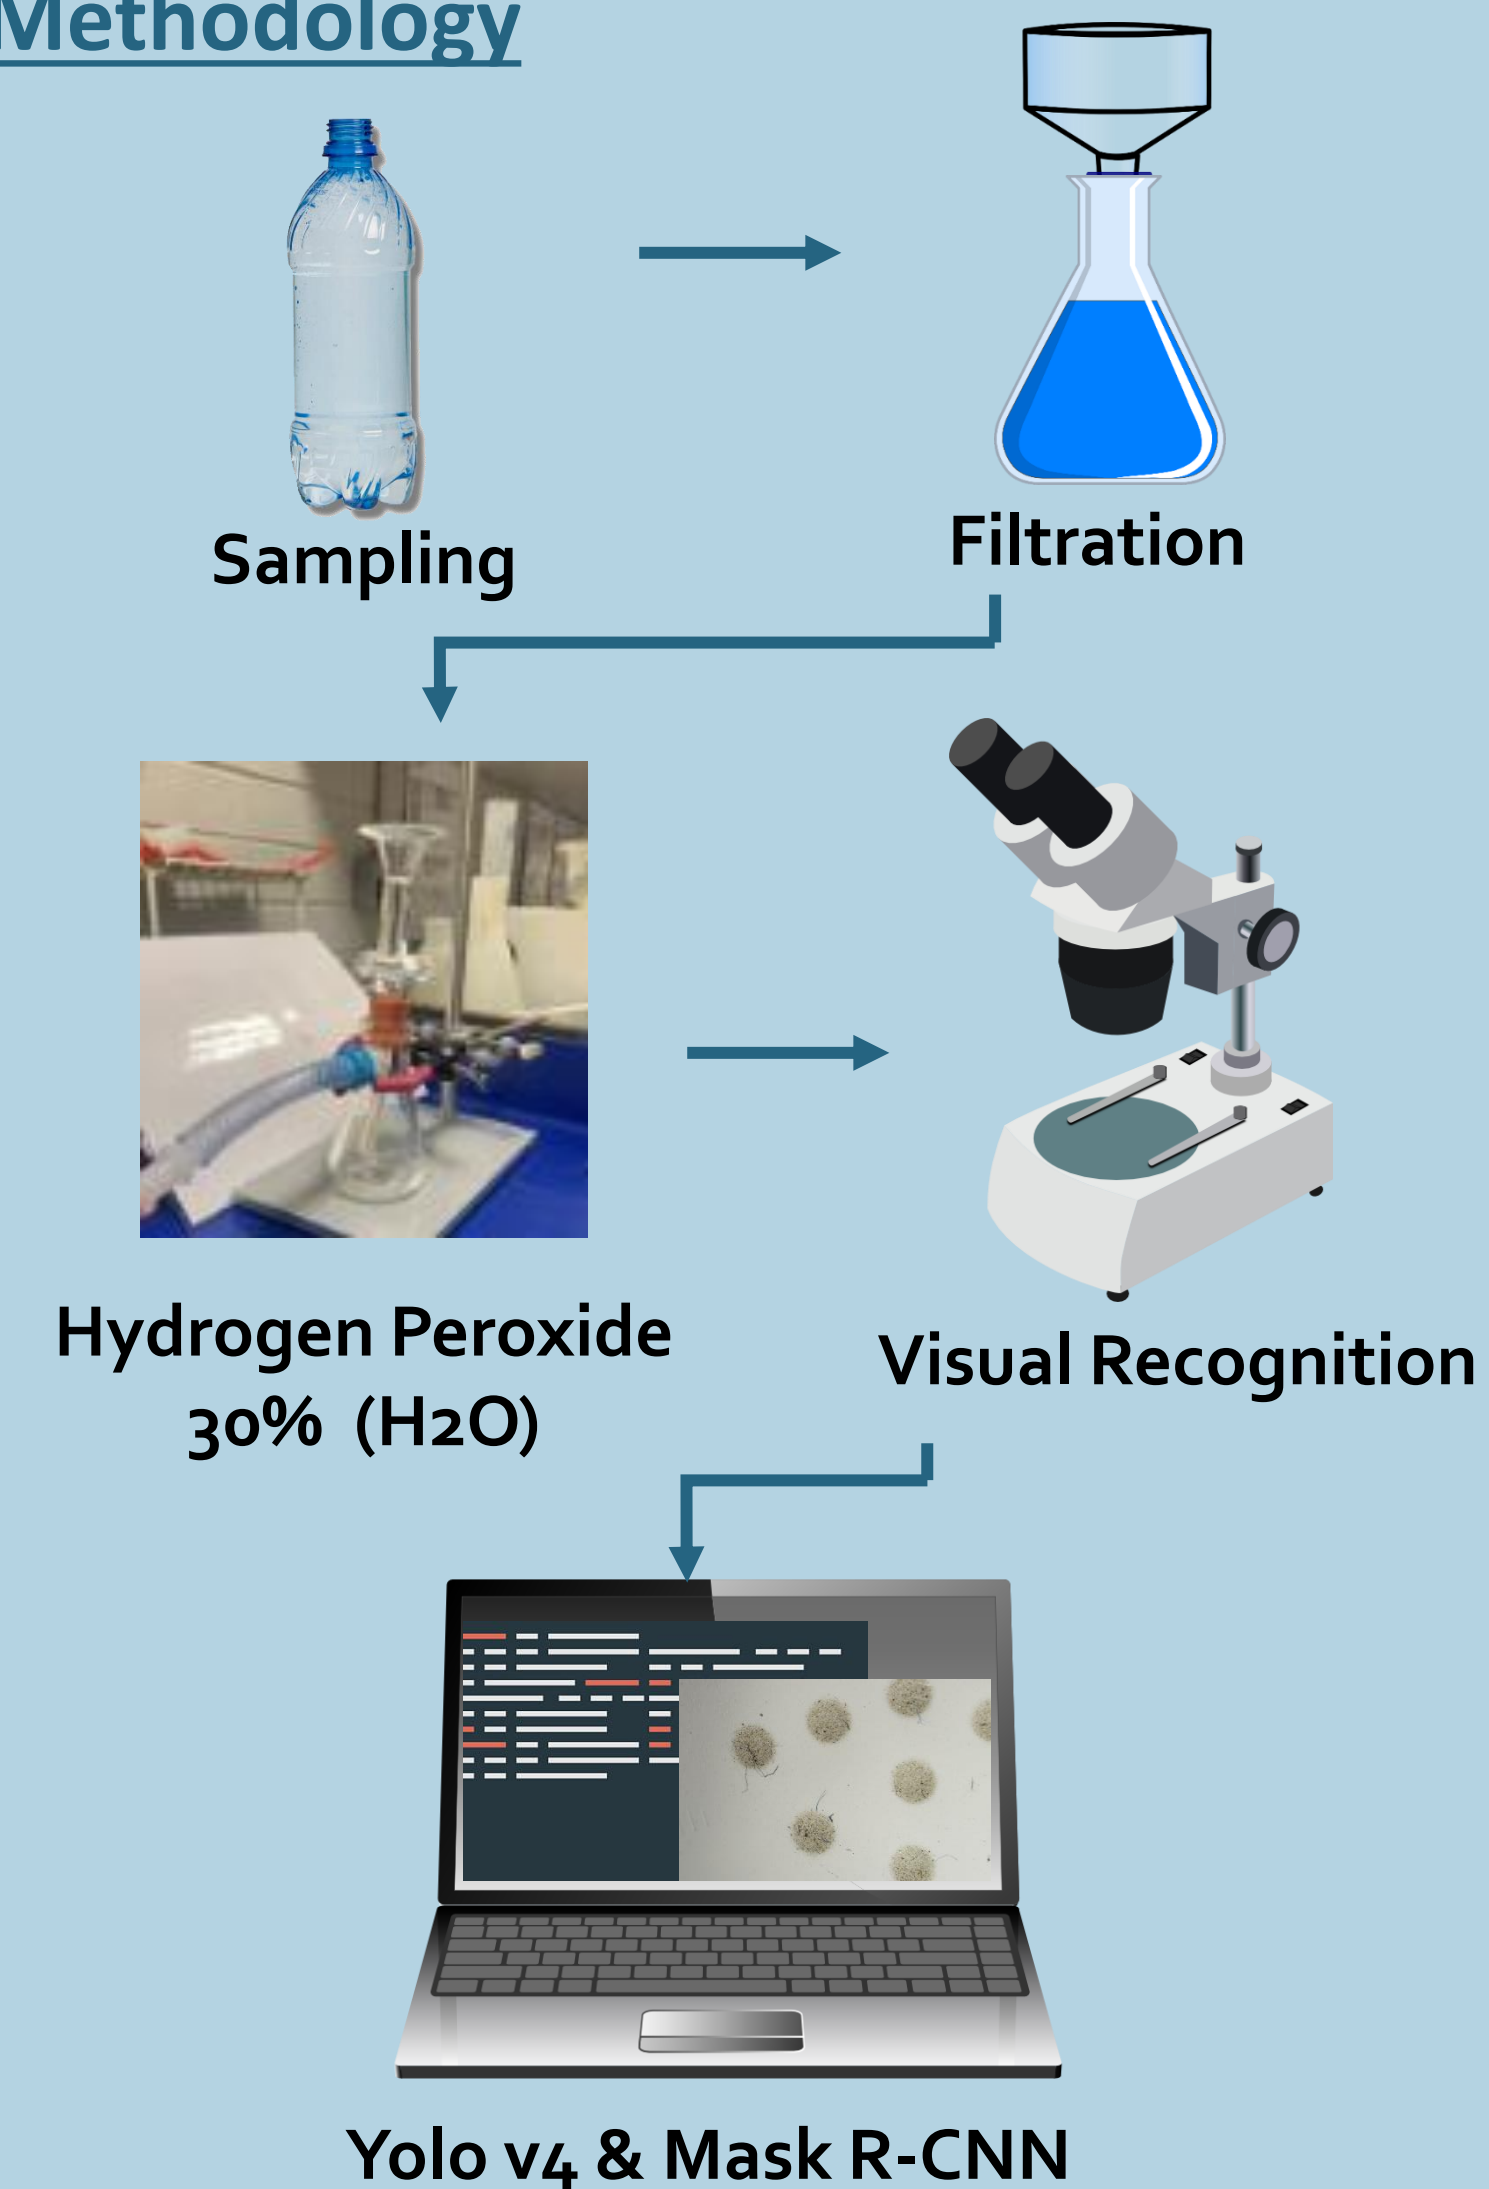 Methodology
Sampling
Filtration
Hydrogen Peroxide
30% (H2O)
Visual Recognition
Yolo v4 & Mask R-CNN